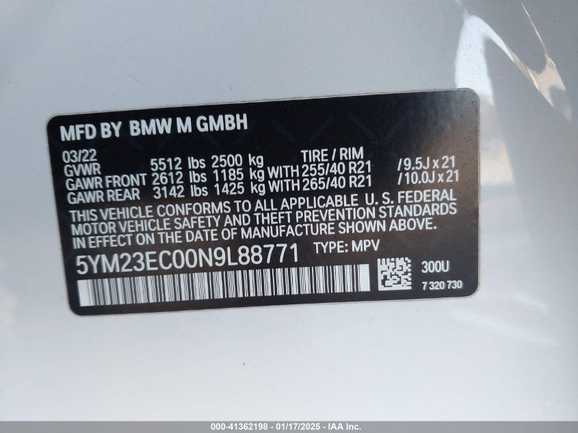 MFD BY BMW M GMBH
03/22
GVWR 5512 lbs 2500 kg TIRE / RIM
GAWR FRONT 2612 lbs 1185 kg WITH 255/40 R21 / 9.5J x 21
GAWR REAR 3142 lbs 1425 kg WITH 265/40 R21 / 10.0J x 21
THIS VEHICLE CONFORMS TO ALL APPLICABLE U. S. FEDERAL
MOTOR VEHICLE SAFETY AND THEFT PREVENTION
STANDARDS IN EFFECT ON THE DATE OF MANUFACTURE SHOWN ABOVE.
5YM23EC00N9L88771 TYPE: MPV
300U
7 320 730
000-41362198 - 01/17/2025 - IAA Inc.